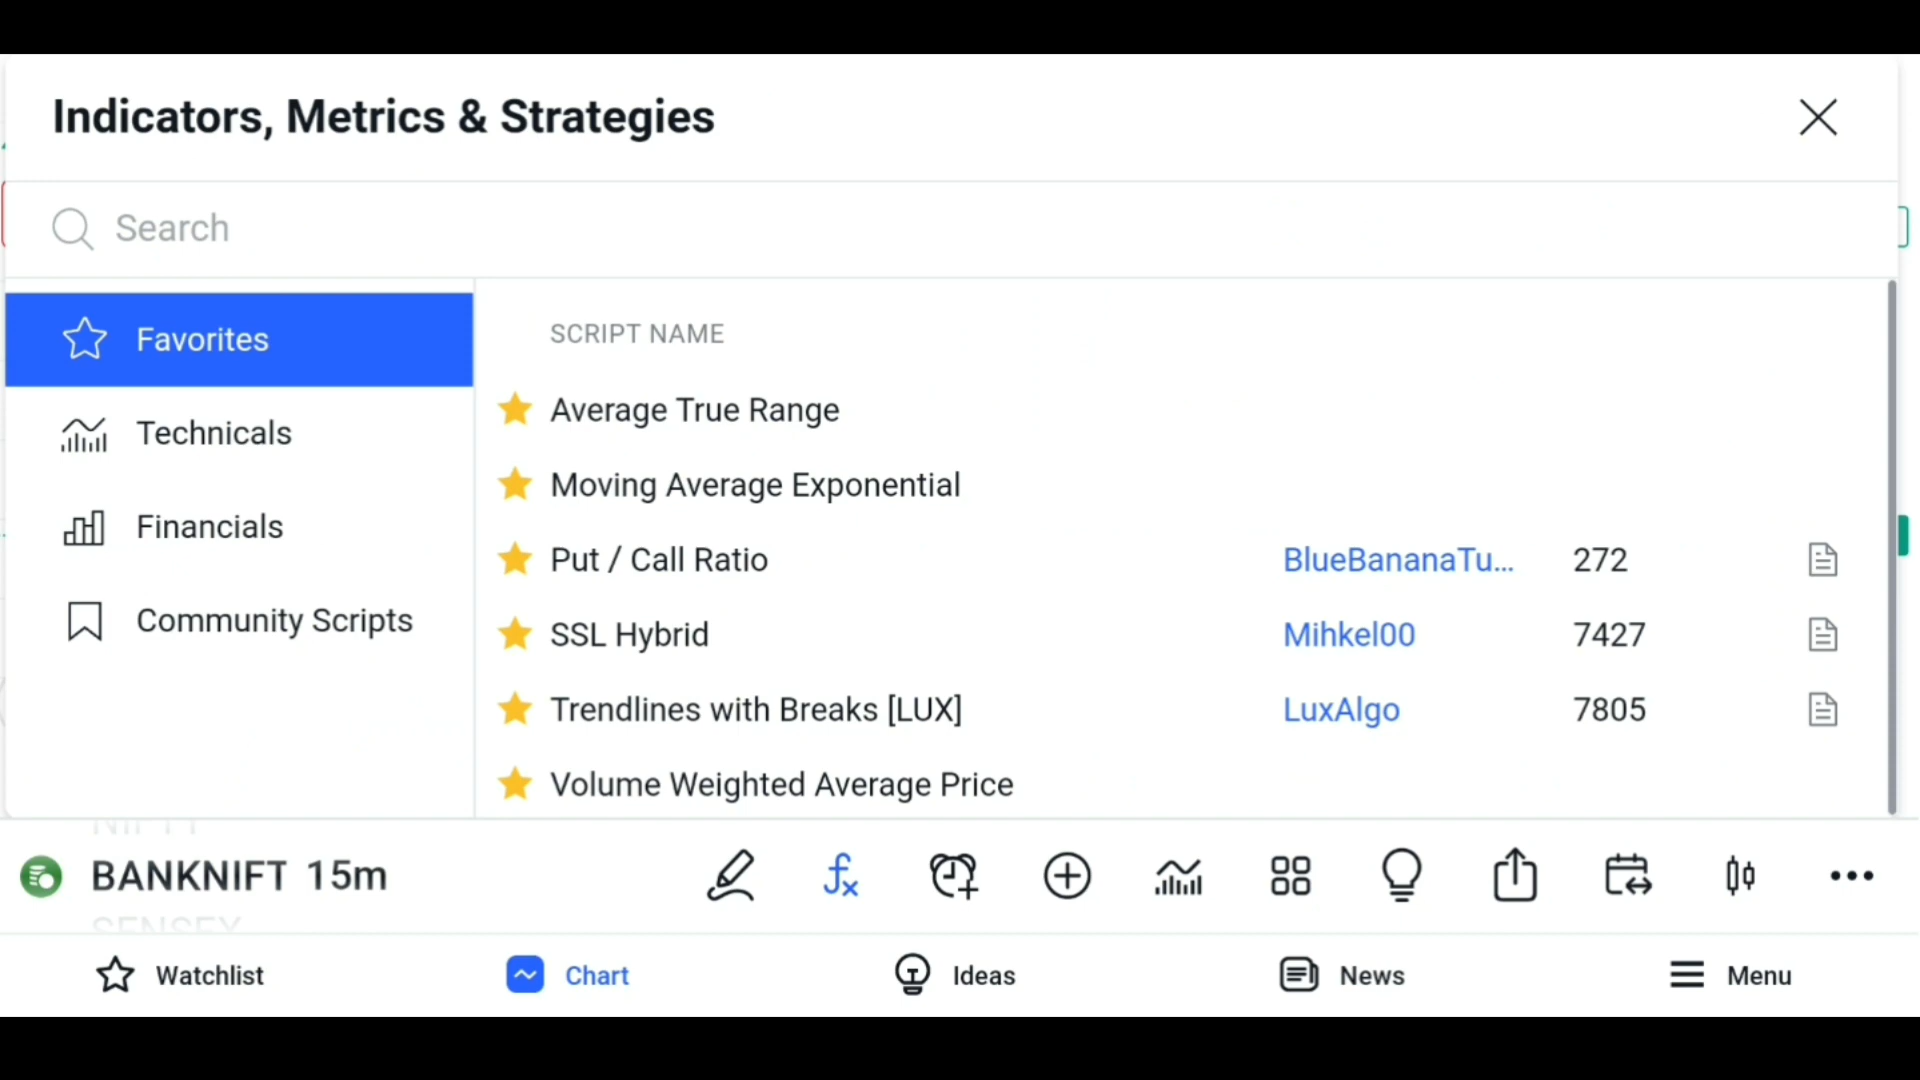 Indicators, Metrics & Strategies
Search
Favorites
Technicals
Financials
Community Scripts
SCRIPT NAME
Average True Range
Moving Average Exponential
Put / Call Ratio BlueBananaTu... 272
SSL Hybrid Mihkel00 7427
Trendlines with Breaks [LUX] LuxAlgo 7805
Volume Weighted Average Price
NIFTY
BANKNIFT 15m
SENSEX
Watchlist Chart Ideas News Menu